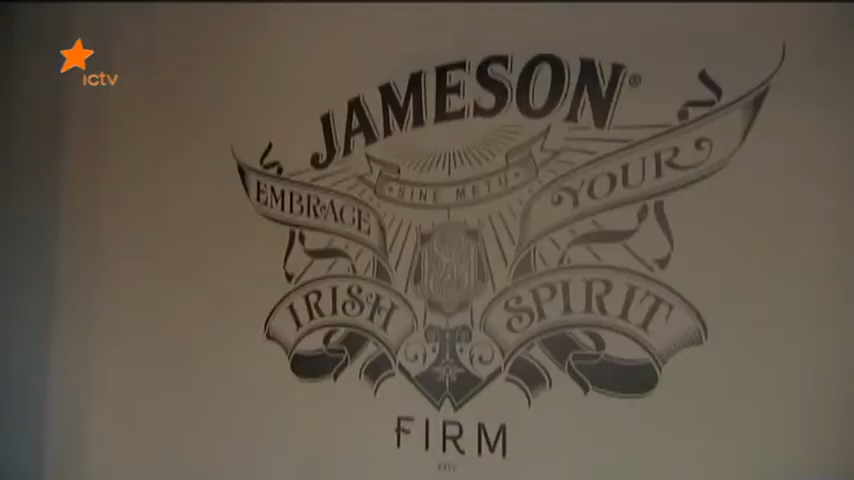 ictv
JAMESON®
SINE METU
EMBRACE YOUR
IRISH SPIRIT
FIRM